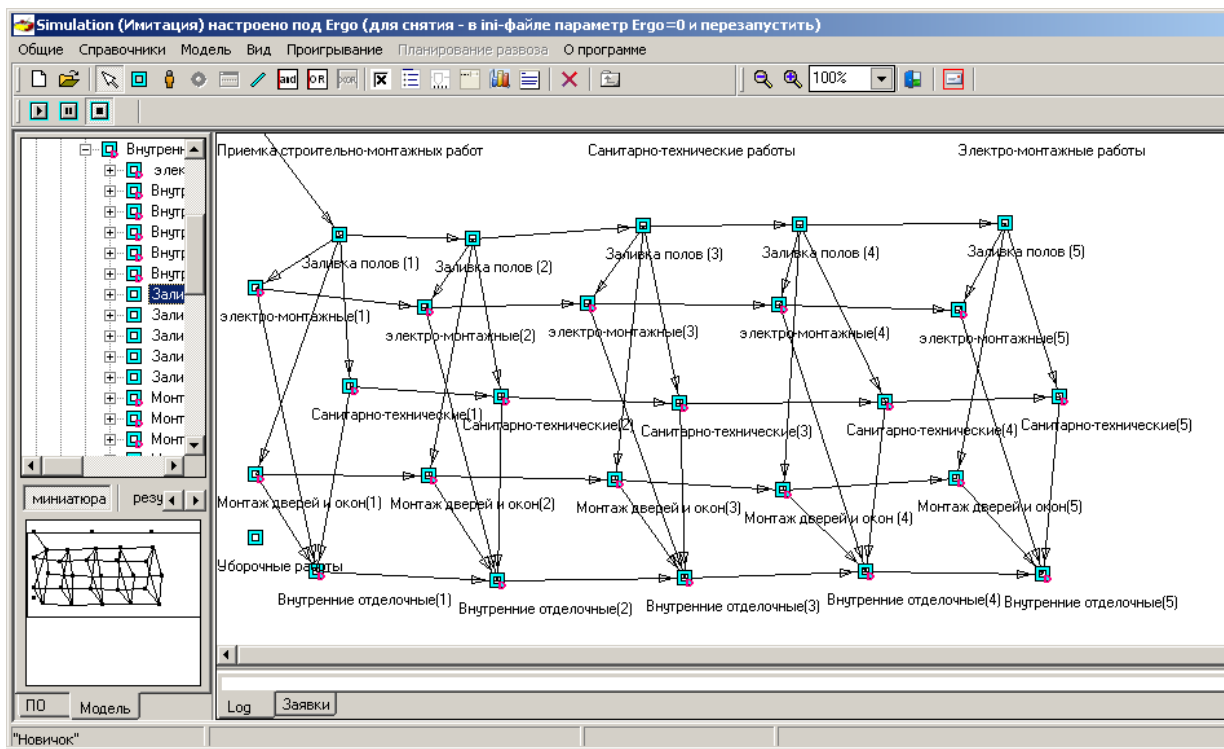 Simulation (Имитация) настроено под Ergo (для снятия - в ini-файле параметр Ergo=0 и перезапустить)
Общие Справочники Модель Вид Проигрывание Планирование развоза О программе
and OR XOR 100%
Внутренн
элек
Внутр
Внутр
Внутр
Внутр
Внутр
Зали
Зали
Зали
Зали
Зали
Монт
Монт
Монт
миниатюра резу
ПО Модель
Приемка строительно-монтажных работ Санитарно-технические работы Электро-монтажные работы
Заливка полов (1) Заливка полов (2) Заливка полов (3) Заливка полов (4) Заливка полов (5)
электро-монтажные(1) электро-монтажные(2) электро-монтажные(3) электро-монтажные(4) электро-монтажные(5)
Санитарно-технические(1) Санитарно-технические(2) Санитарно-технические(3) Санитарно-технические(4) Санитарно-технические(5)
Монтаж дверей и окон(1) Монтаж дверей и окон(2) Монтаж дверей и окон(3) Монтаж дверей и окон (4) Монтаж дверей и окон(5)
Уборочные работы
Внутренние отделочные(1) Внутренние отделочные(2) Внутренние отделочные(3) Внутренние отделочные(4) Внутренние отделочные(5)
Log Заявки
"Новичок"